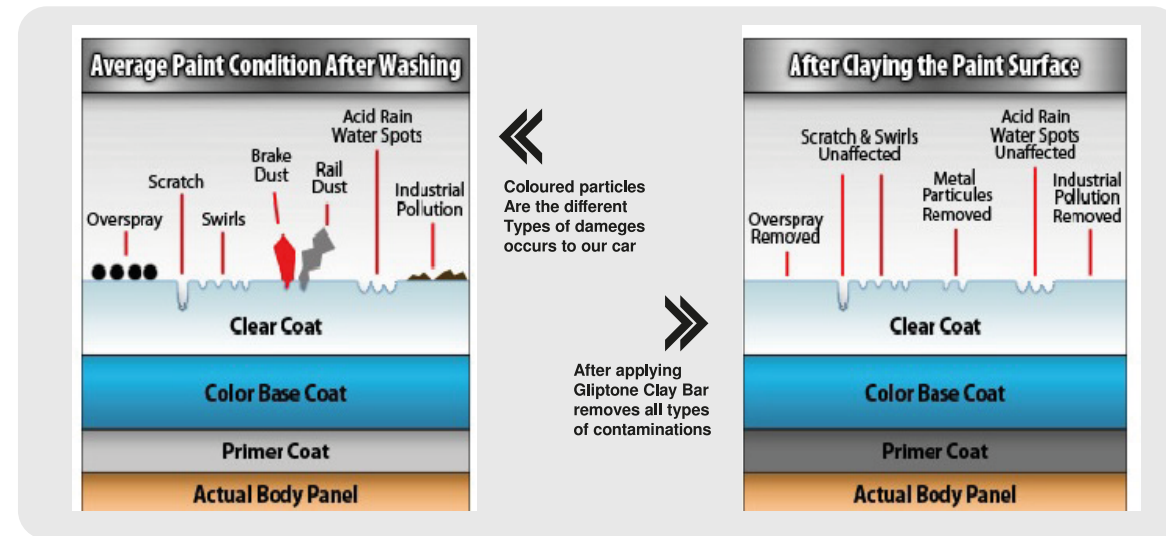 Average Paint Condition After Washing
Acid Rain
Water Spots
Brake
Dust
Rail
Dust
Scratch
Industrial
Pollution
Overspray
Swirls
Clear Coat
Color Base Coat
Primer Coat
Actual Body Panel
Coloured particles
Are the different
Types of dameges
occurs to our car
After applying
Gliptone Clay Bar
removes all types
of contaminations
After Claying the Paint Surface
Acid Rain
Water Spots
Unaffected
Scratch & Swirls
Unaffected
Metal
Particules
Removed
Industrial
Pollution
Removed
Overspray
Removed
Clear Coat
Color Base Coat
Primer Coat
Actual Body Panel